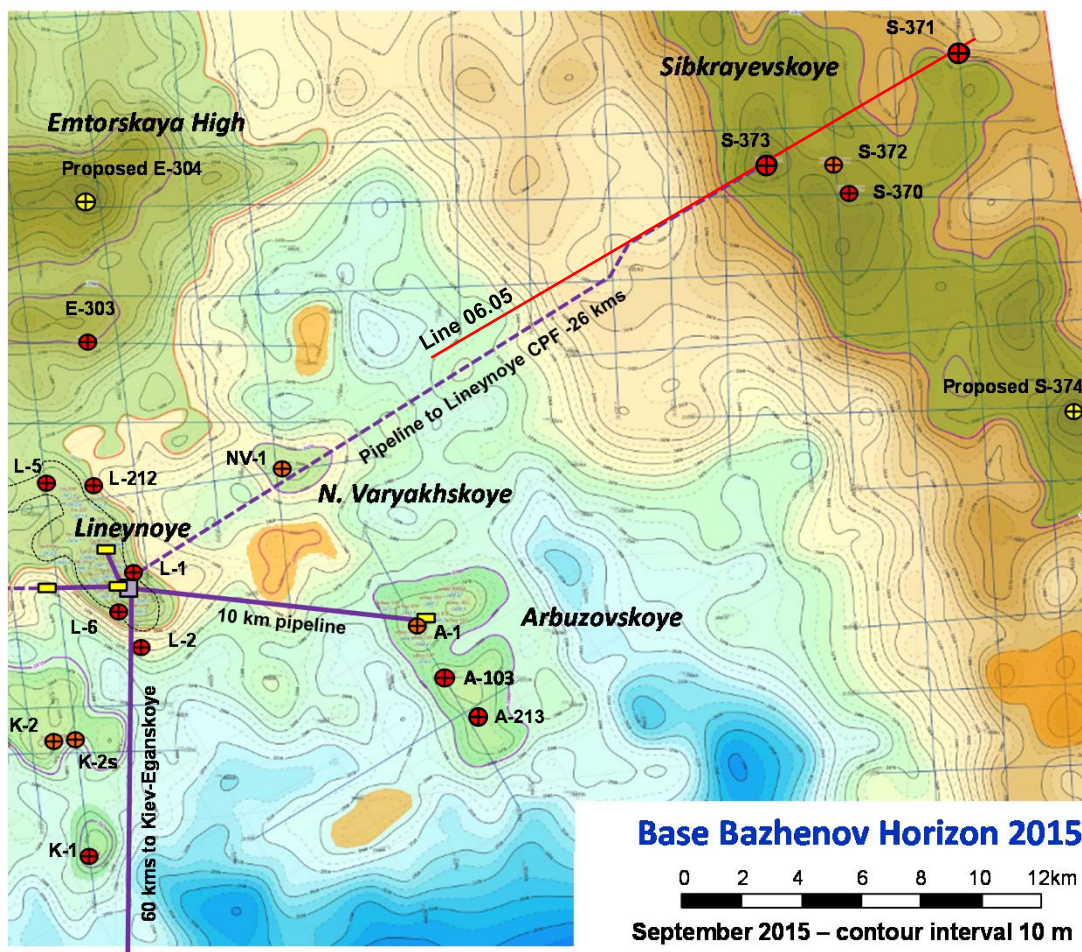 S-371
Sibkrayevskoye
Emtorskaya High
S-373
S-372
Proposed E-304
S-370
E-303
Line 06.05
Pipeline to Lineynoye CPF -26 kms
Proposed S-374
L-5
L-212
NV-1
N. Varyakhskoye
Lineynoye
L-1
10 km pipeline
Arbuzovskoye
L-6
A-1
L-2
A-103
K-2
A-213
K-2s
60 kms to Kiev-Eganskoye
K-1
Base Bazhenov Horizon 2015
0 2 4 6 8 10 12km
September 2015 – contour interval 10 m